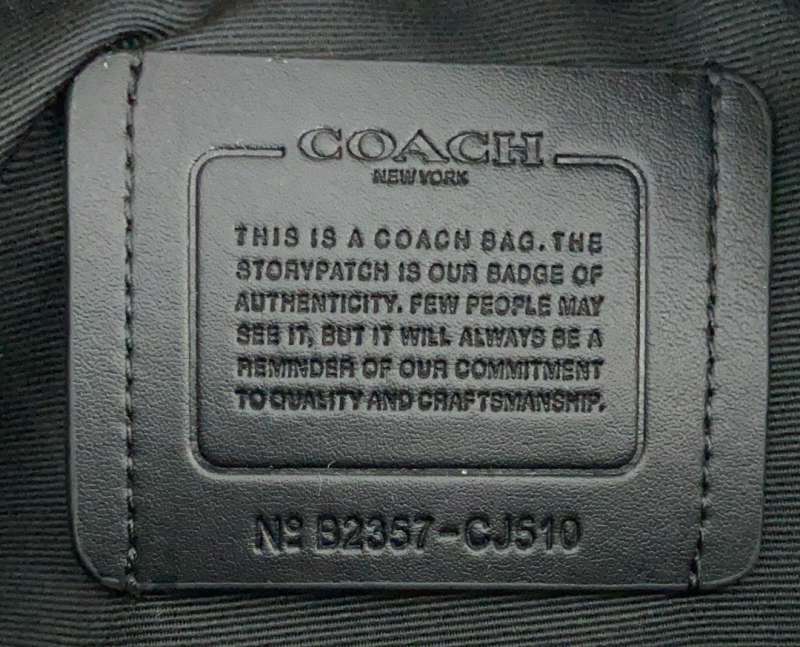 COACH
NEW YORK
THIS IS A COACH BAG. THE
STORYPATCH IS OUR BADGE OF
AUTHENTICITY. FEW PEOPLE MAY
SEE IT, BUT IT WILL ALWAYS BE A
REMINDER OF OUR COMMITMENT
TO QUALITY AND CRAFTSMANSHIP.
Nº B2357-CJ510